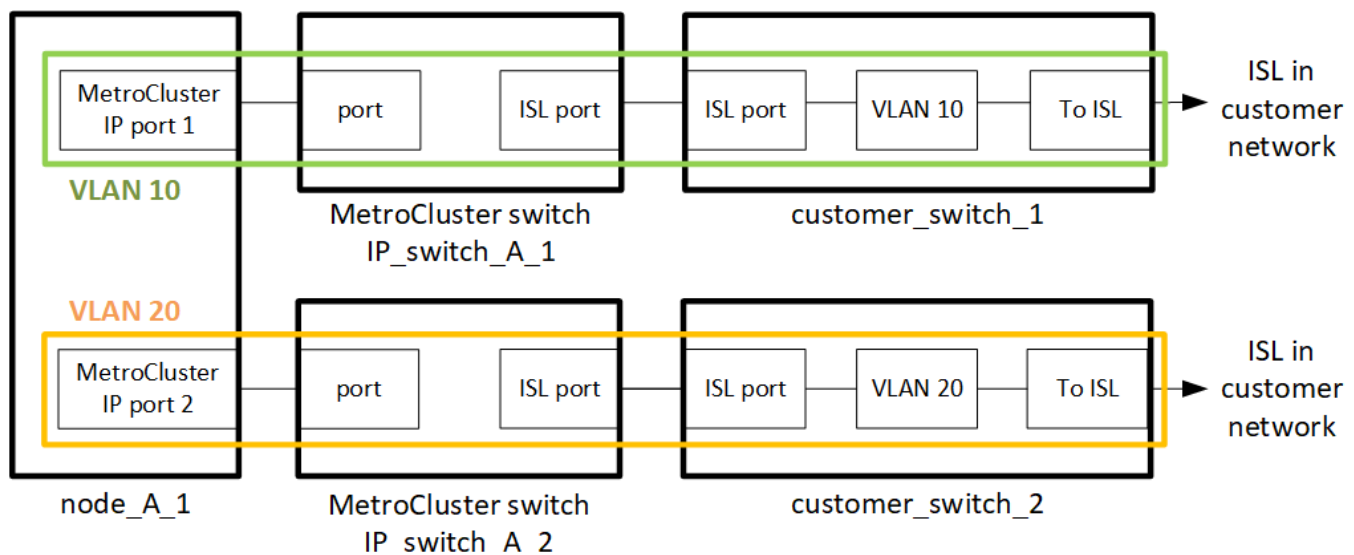 MetroCluster
IP port 1
port
ISL port
ISL port
VLAN 10
To ISL
ISL in
customer
network
VLAN 10
MetroCluster switch
IP_switch_A_1
customer_switch_1
VLAN 20
MetroCluster
IP port 2
port
ISL port
ISL port
VLAN 20
To ISL
ISL in
customer
network
node_A_1
MetroCluster switch
IP_switch_A_2
customer_switch_2